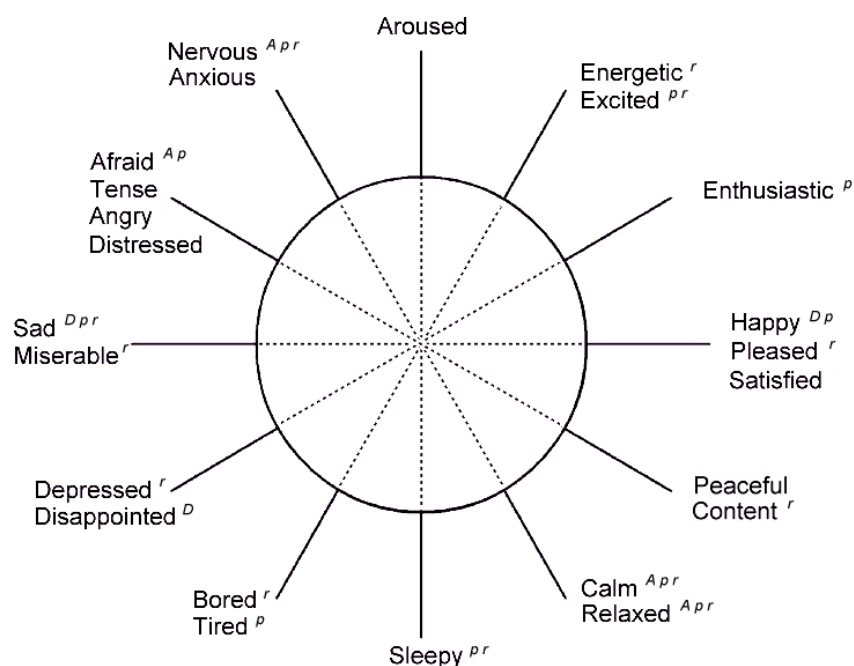 Aroused
Nervous A p r
Anxious
Energetic r
Excited p r
Afraid A p
Tense
Angry
Distressed
Enthusiastic p
Sad D p r
Miserable r
Happy D p
Pleased r
Satisfied
Depressed r
Disappointed D
Peaceful
Content r
Bored r
Tired p
Calm A p r
Relaxed A p r
Sleepy p r